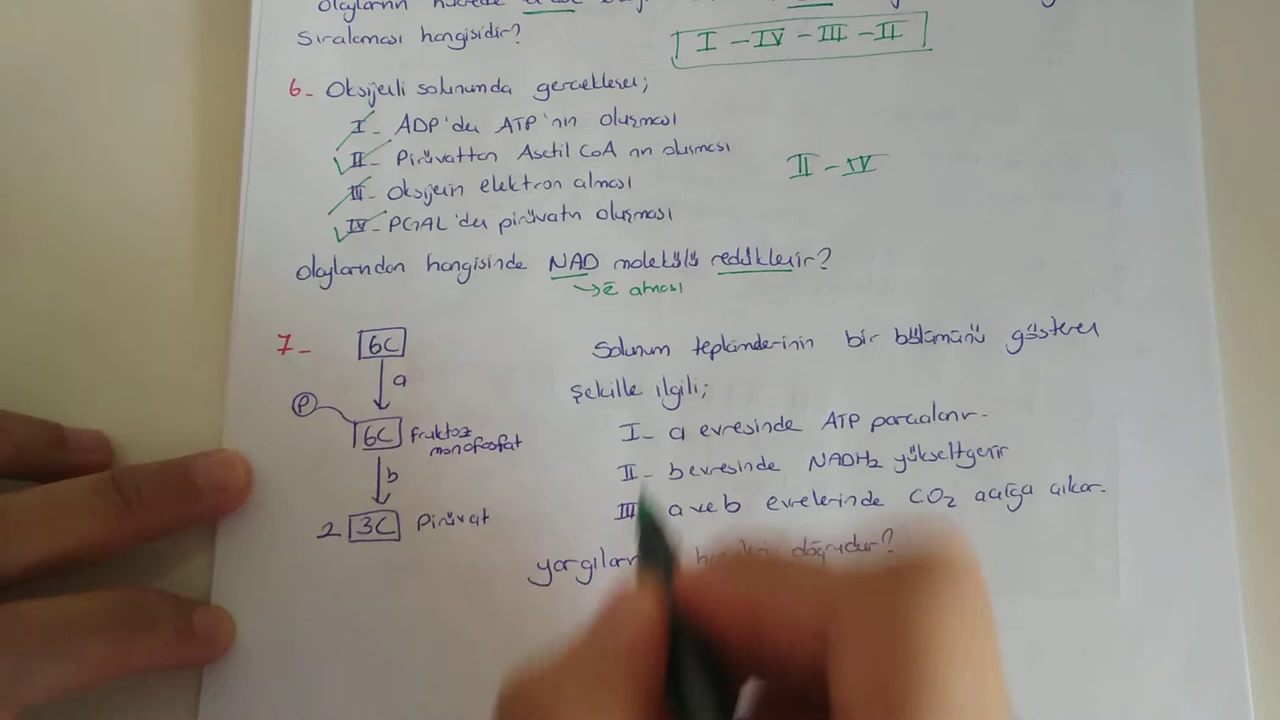 olayların hücrede
Sıralaması hangisidir?
I - IV - III - II
6- Oksijenli solunumda gerçekleşen;
I- ADP'den ATP'nin oluşması
II- Pirüvattan Asetil CoA nın oluşması
III- Oksijenin elektron alması
IV- PGAL'den pirüvatın oluşması
II - IV
olaylarından hangisinde NAD molekülü redüklenir?
→ ē alması
7-
6C
a
P
6C fruktoz monofosfat
b
2 3C Pirüvat
Solunum tepkimelerinin bir bölümünü gösteren
şekille ilgili;
I- a evresinde ATP parçalanır.
II- b evresinde NADH2 yükseltgenir
III a ve b evrelerinde CO2 açığa çıkar.
doğrudur?